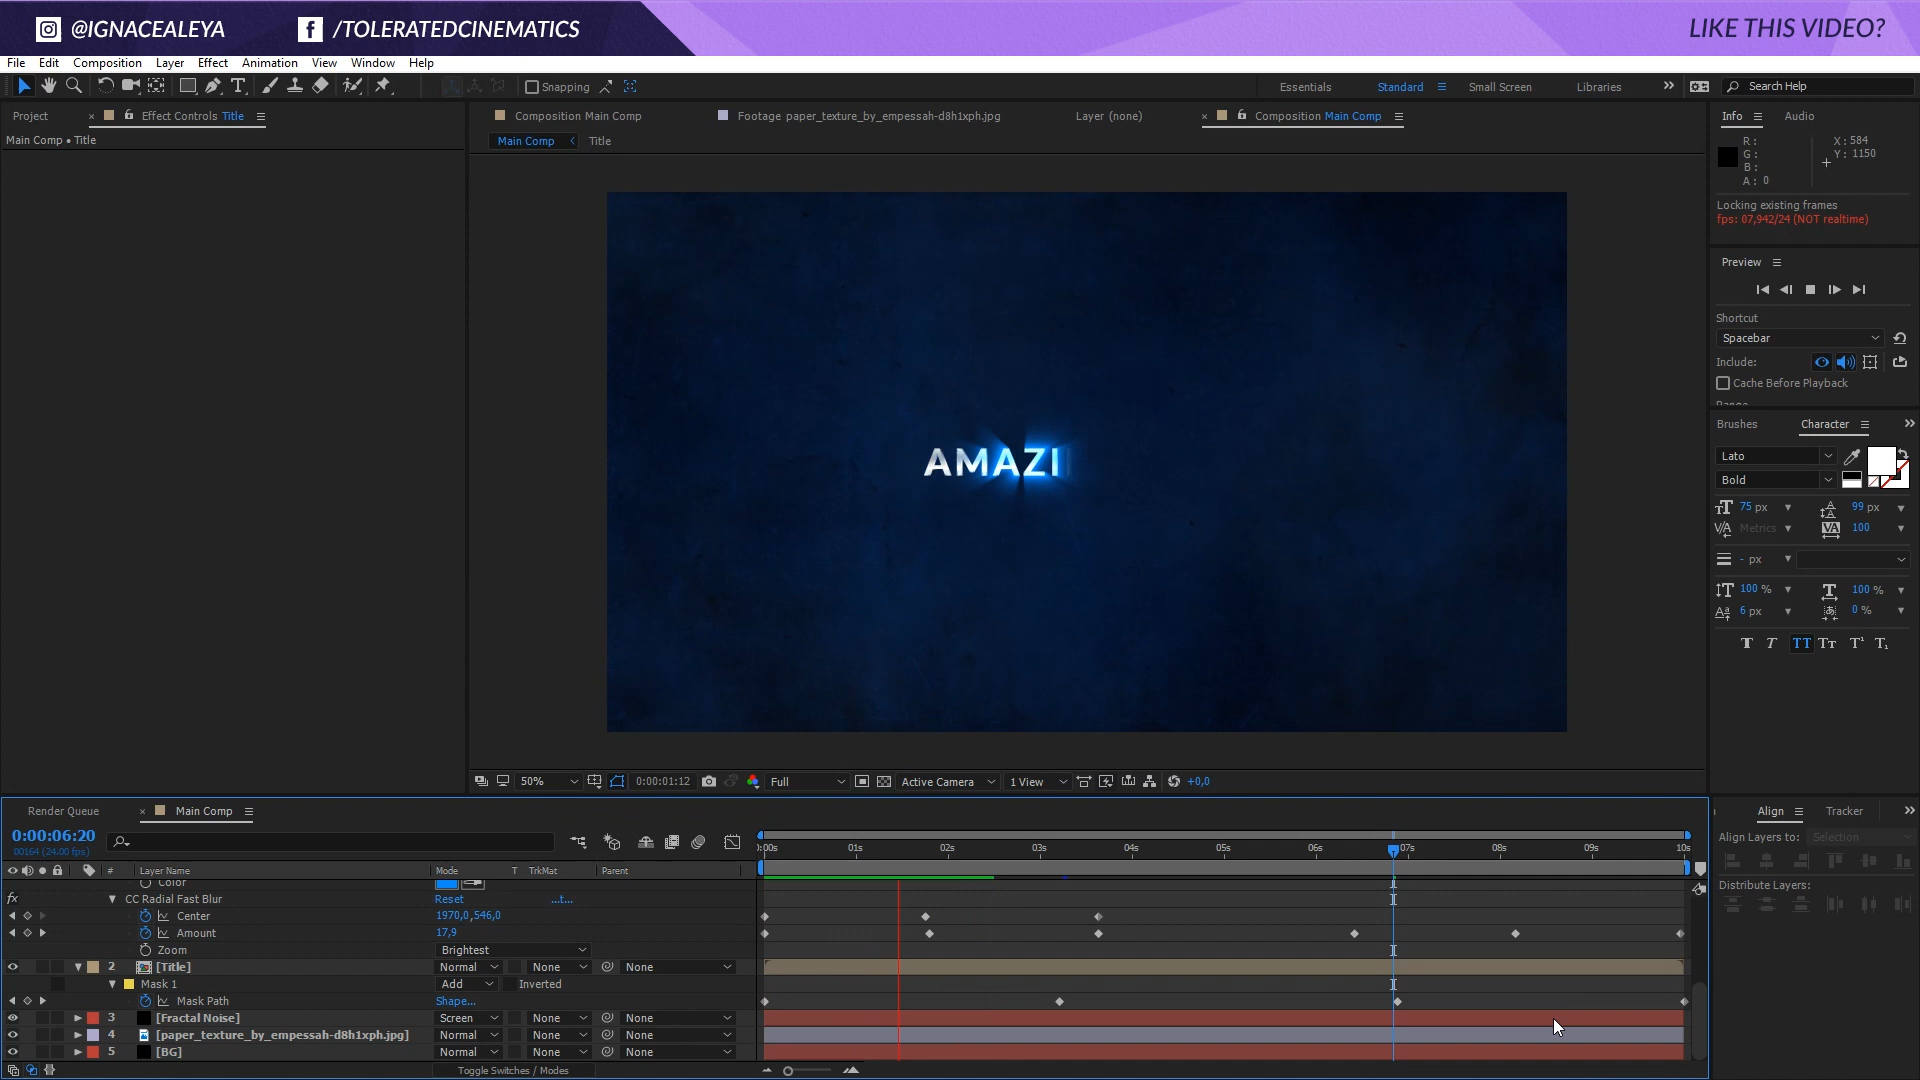 @IGNACEALEYA /TOLERATEDCINEMATICS LIKE THIS VIDEO?
File Edit Composition Layer Effect Animation View Window Help
Snapping Essentials Standard Small Screen Libraries Search Help
Project Effect Controls Title
Main Comp • Title
Composition Main Comp Footage paper_texture_by_empessah-d8h1xph.jpg Layer (none) Composition Main Comp
Main Comp Title
Info Audio
R: X: 584
G: Y: 1150
B:
A: 0
Locking existing frames
fps: 07,942/24 (NOT realtime)
Preview
Shortcut
Spacebar
Include:
Cache Before Playback
Brushes Character
Lato
Bold
75 px 99 px
Metrics 100
- px
100 % 100 %
6 px 0 %
AMAZI
50% 0:00:01:12 Full Active Camera 1 View +0,0
Render Queue Main Comp
0:00:06:20
00164 (24.00 fps)
:00s 01s 02s 03s 04s 05s 06s 07s 08s 09s 10s
# Layer Name Mode T TrkMat Parent
Color
fx CC Radial Fast Blur Reset ...t...
Center 1970,0,546,0
Amount 17,9
Zoom Brightest
2 [Title] Normal None None
Mask 1 Add Inverted
Mask Path Shape...
3 [Fractal Noise] Screen None None
4 [paper_texture_by_empessah-d8h1xph.jpg] Normal None None
5 [BG] Normal None None
Toggle Switches / Modes
Align Tracker
Align Layers to: Selection
Distribute Layers: